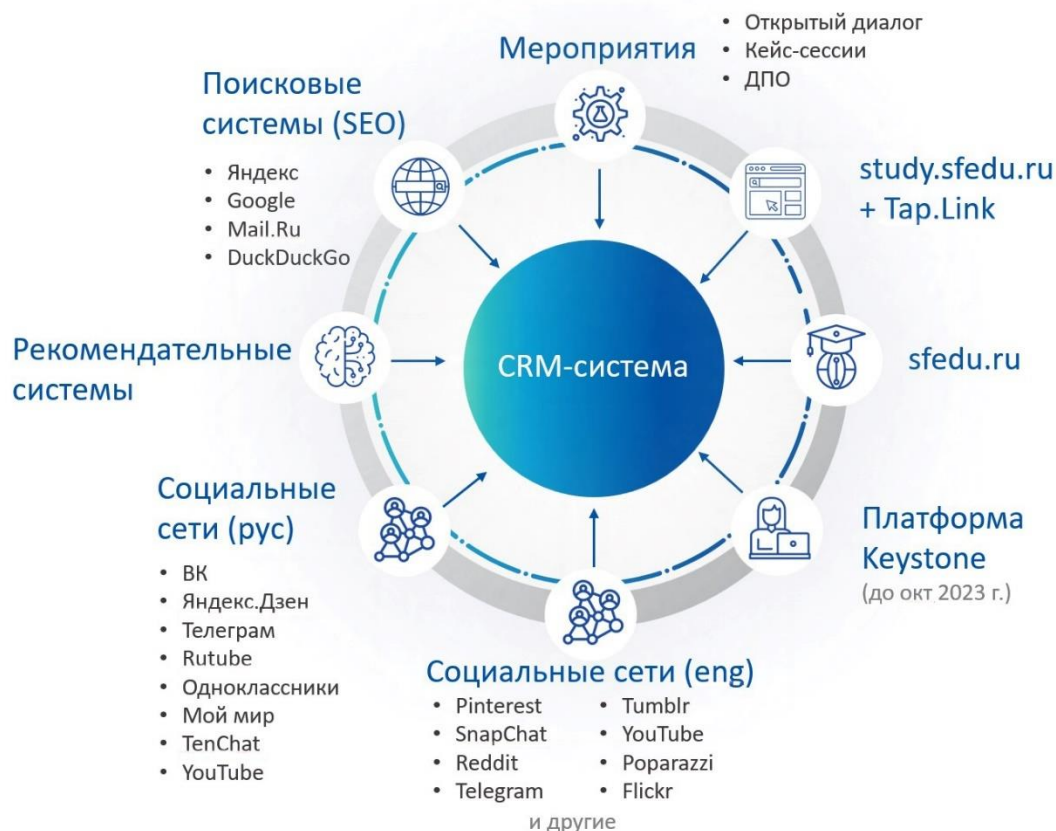 Мероприятия
• Открытый диалог
• Кейс-сессии
• ДПО
Поисковые
системы (SEO)
• Яндекс
• Google
• Mail.Ru
• DuckDuckGo
study.sfedu.ru
+ Tap.Link
Рекомендательные
системы
CRM-система
sfedu.ru
Социальные
сети (рус)
• ВК
• Яндекс.Дзен
• Телеграм
• Rutube
• Одноклассники
• Мой мир
• TenChat
• YouTube
Платформа
Keystone
(до окт 2023 г.)
Социальные сети (eng)
• Pinterest
• SnapChat
• Reddit
• Telegram
• Tumblr
• YouTube
• Poparazzi
• Flickr
и другие